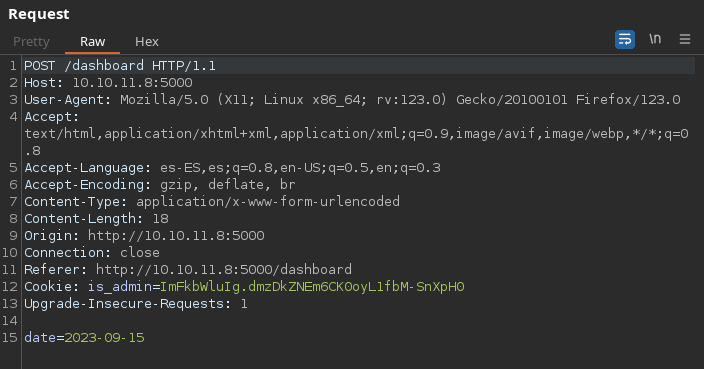 Request
Pretty Raw Hex \n
1 POST /dashboard HTTP/1.1
2 Host: 10.10.11.8:5000
3 User-Agent: Mozilla/5.0 (X11; Linux x86_64; rv:123.0) Gecko/20100101 Firefox/123.0
4 Accept:
text/html,application/xhtml+xml,application/xml;q=0.9,image/avif,image/webp,*/*;q=0
.8
5 Accept-Language: es-ES,es;q=0.8,en-US;q=0.5,en;q=0.3
6 Accept-Encoding: gzip, deflate, br
7 Content-Type: application/x-www-form-urlencoded
8 Content-Length: 18
9 Origin: http://10.10.11.8:5000
10 Connection: close
11 Referer: http://10.10.11.8:5000/dashboard
12 Cookie: is_admin=ImFkbWluIg.dmzDkZNEm6CK0oyL1fbM-SnXpH0
13 Upgrade-Insecure-Requests: 1
14
15 date=2023-09-15